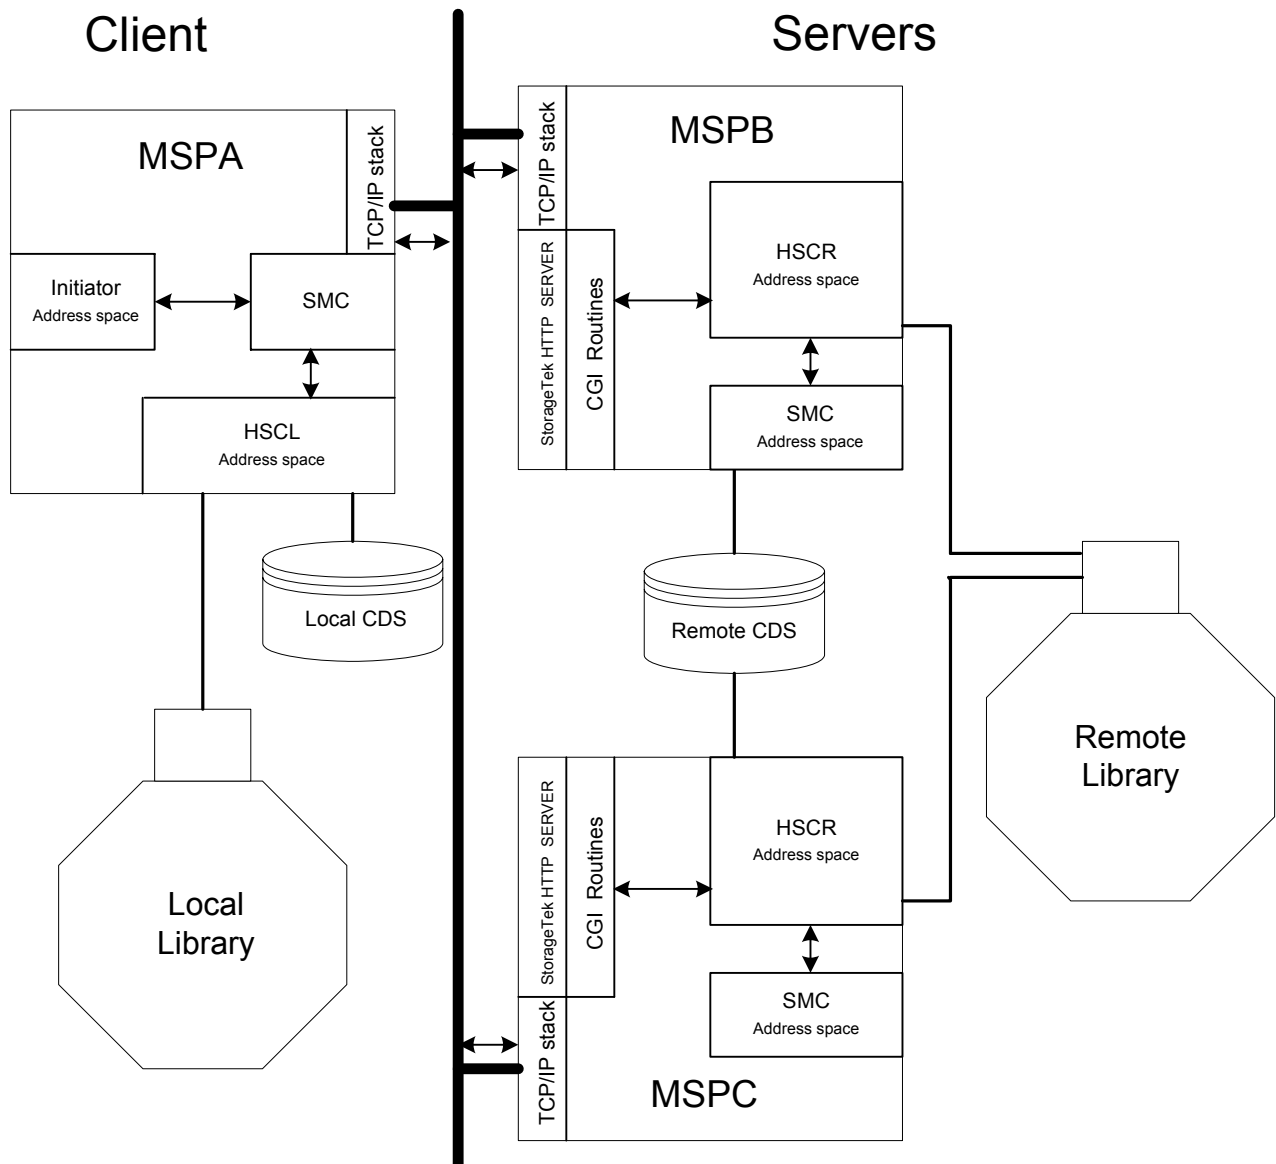 Client
Servers
MSPA
TCP/IP stack
Initiator
Address space
SMC
HSCL
Address space
Local CDS
Local
Library
MSPB
TCP/IP stack
StorageTek HTTP SERVER
CGI Routines
HSCR
Address space
SMC
Address space
Remote CDS
Remote
Library
StorageTek HTTP SERVER
CGI Routines
HSCR
Address space
SMC
Address space
TCP/IP stack
MSPC